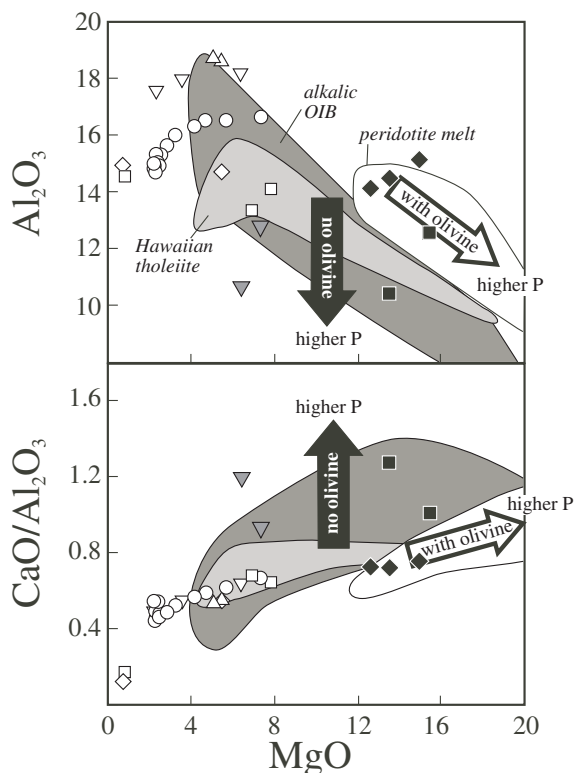 20
18
16
14
12
10
Al₂O₃
alkalic
OIB
peridotite melt
Hawaiian
tholeiite
no olivine
higher P
with olivine
higher P
1.6
1.2
0.8
0.4
CaO/Al₂O₃
higher P
no olivine
higher P
with olivine
0 4 8 12 16 20
MgO